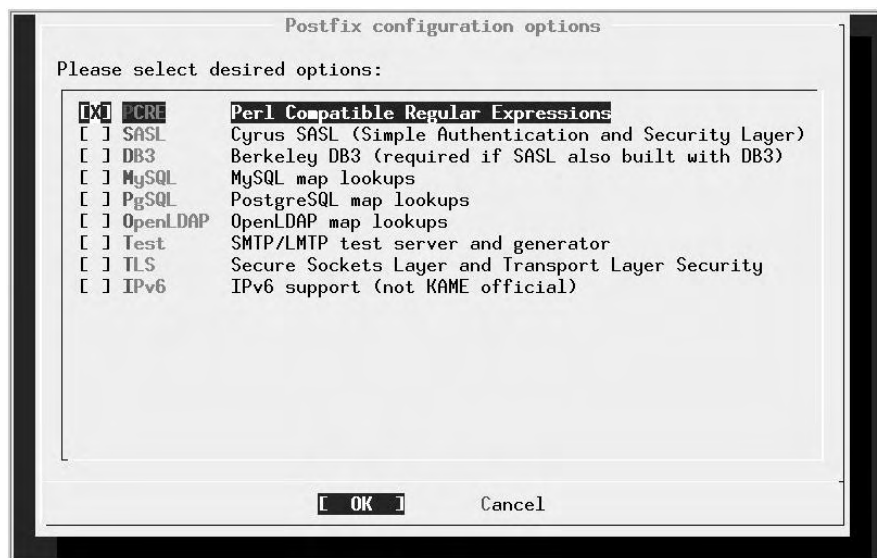 Postfix configuration options
Please select desired options:
[X] PCRE Perl Compatible Regular Expressions
[ ] SASL Cyrus SASL (Simple Authentication and Security Layer)
[ ] DB3 Berkeley DB3 (required if SASL also built with DB3)
[ ] MySQL MySQL map lookups
[ ] PgSQL PostgreSQL map lookups
[ ] OpenLDAP OpenLDAP map lookups
[ ] Test SMTP/LMTP test server and generator
[ ] TLS Secure Sockets Layer and Transport Layer Security
[ ] IPv6 IPv6 support (not KAME official)
[ OK ] Cancel